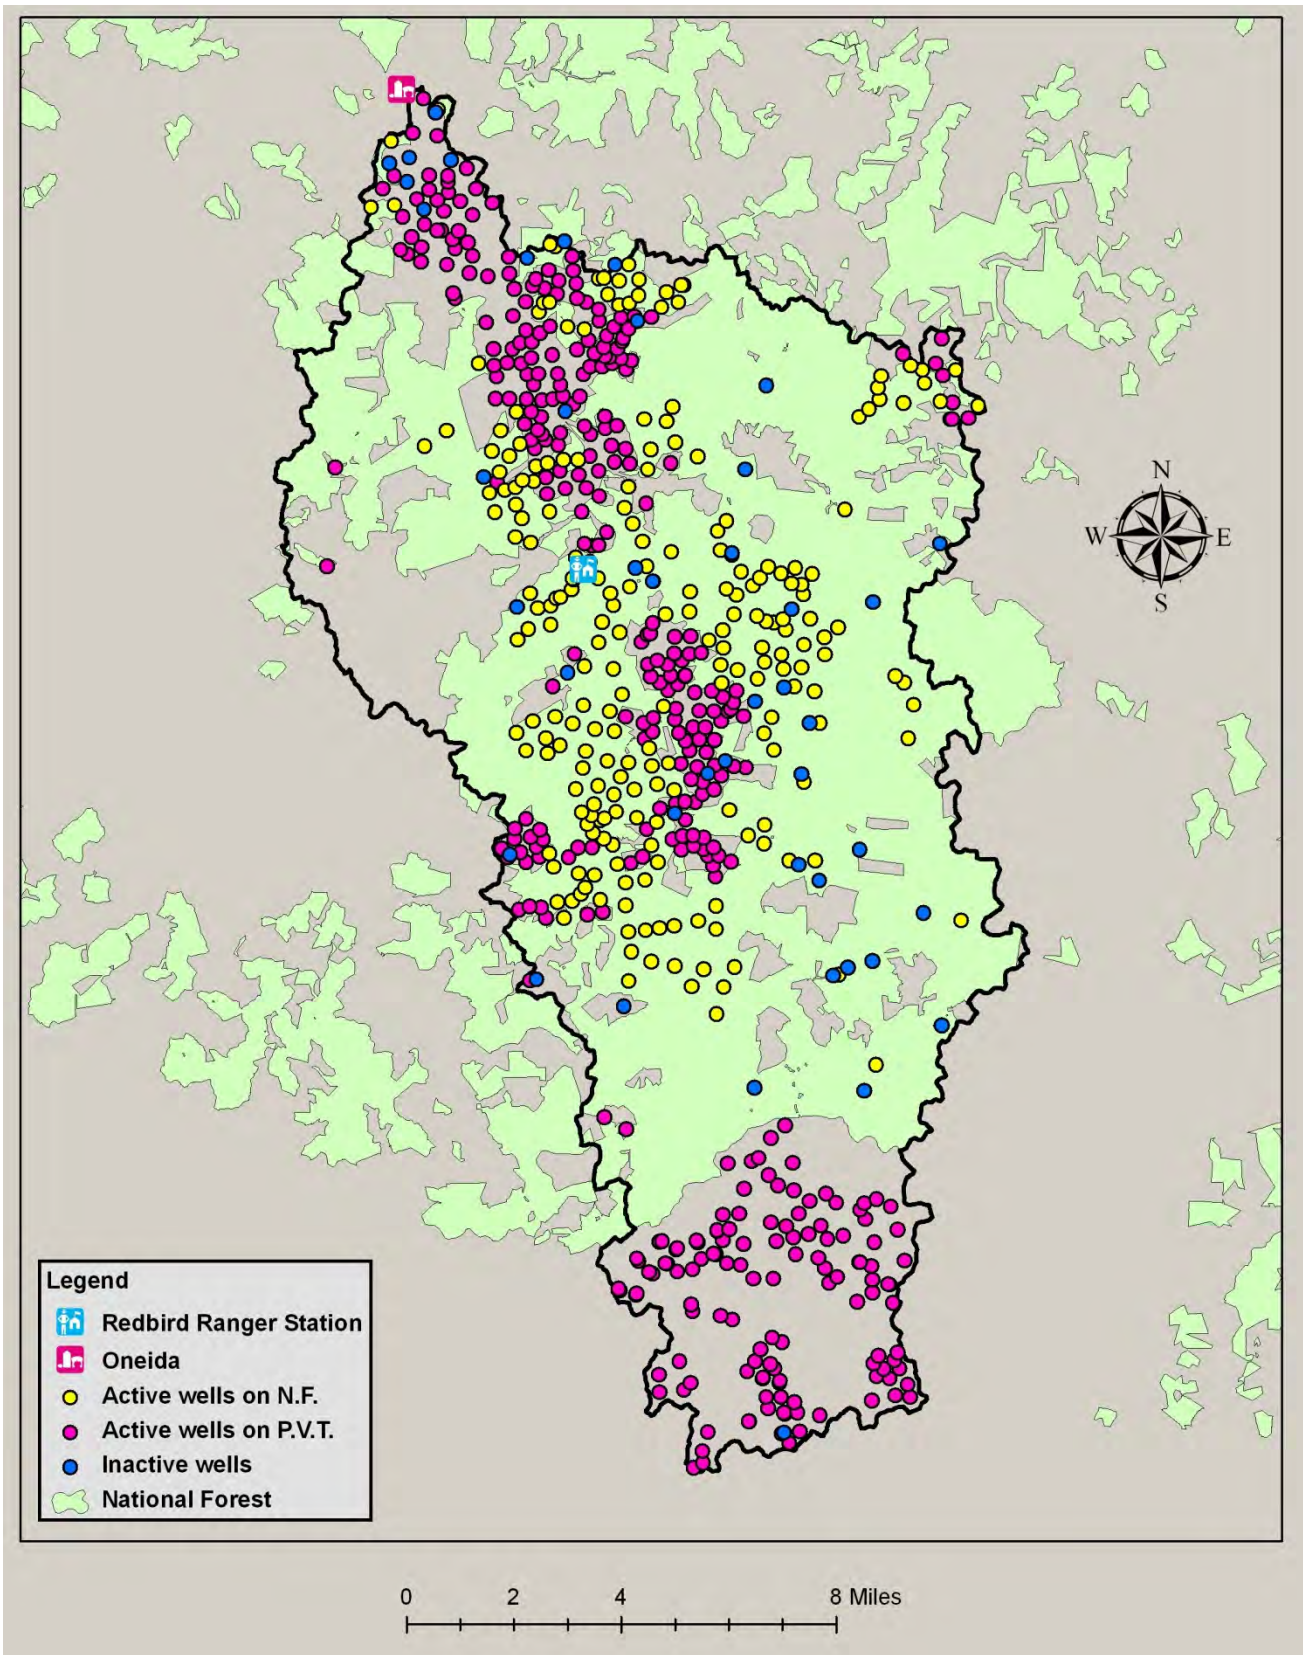 N
W E
S
Legend
Redbird Ranger Station
Oneida
Active wells on N.F.
Active wells on P.V.T.
Inactive wells
National Forest
0 2 4 8 Miles